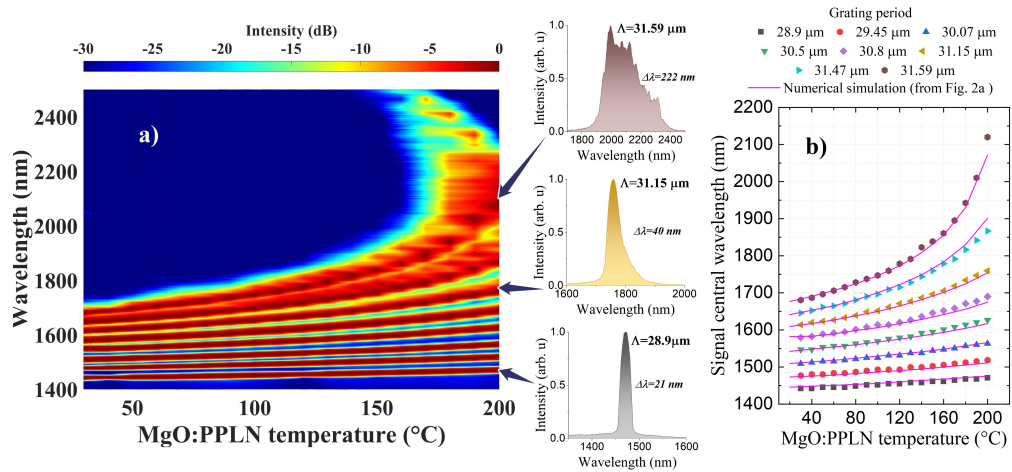 Intensity (dB)
-30 -25 -20 -15 -10 -5 0
a)
Wavelength (nm)
2400
2200
2000
1800
1600
1400
50 100 150 200
MgO:PPLN temperature (°C)
Λ=31.59 µm
Δλ=222 nm
Intensity (arb. u)
1.0
0.5
0.0
1800 2000 2200 2400
Wavelength (nm)
Λ=31.15 µm
Δλ=40 nm
Intensity (arb. u)
1.0
0.5
0.0
1600 1800 2000
Wavelength (nm)
Λ=28.9µm
Δλ=21 nm
Intensity (arb. u)
1.0
0.5
0.0
1400 1500 1600
Wavelength (nm)
Grating period
28.9 µm 29.45 µm 30.07 µm
30.5 µm 30.8 µm 31.15 µm
31.47 µm 31.59 µm
Numerical simulation (from Fig. 2a )
b)
Signal central wavelength (nm)
2200
2100
2000
1900
1800
1700
1600
1500
1400
0 40 80 120 160 200
MgO:PPLN temperature (°C)